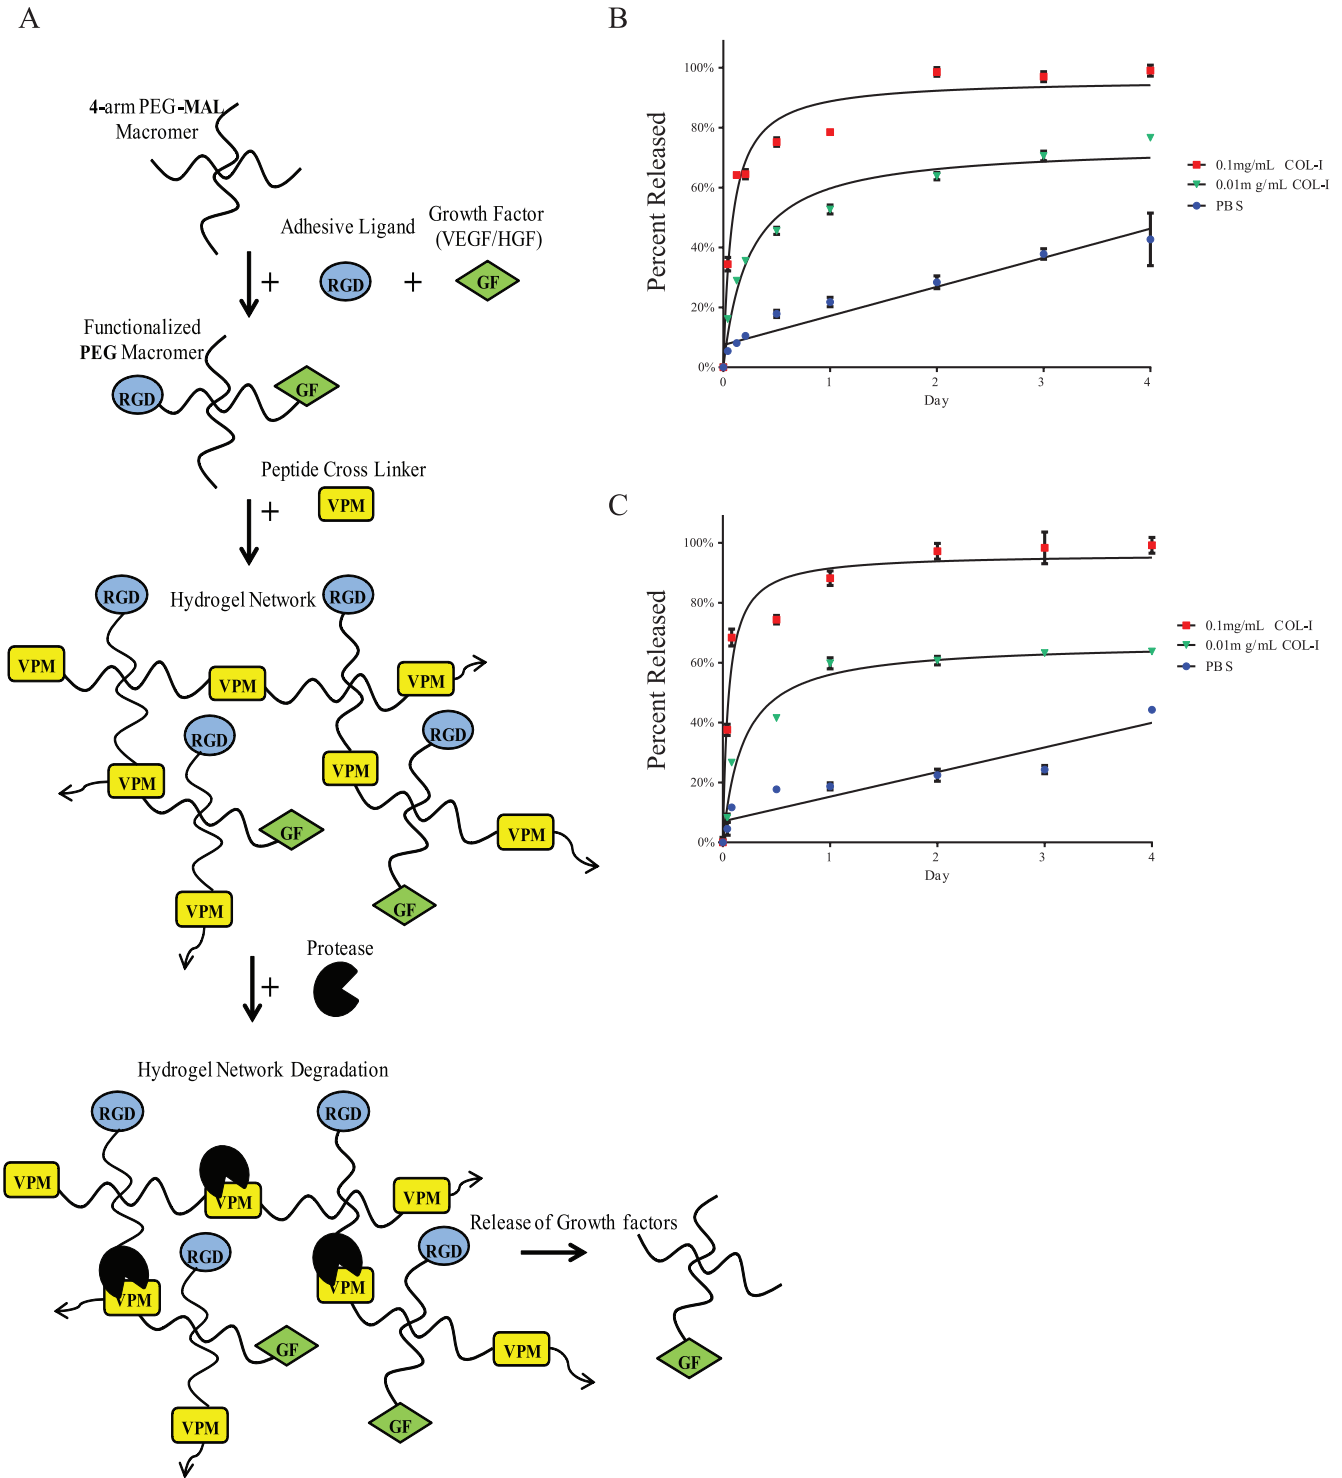 A
4-arm PEG-MAL
Macromer
Adhesive Ligand
Growth Factor
(VEGF/HGF)
+ RGD + GF
Functionalized
PEG Macromer
RGD
GF
Peptide Cross Linker
+ VPM
RGD
Hydrogel Network
RGD
VPM
VPM
VPM
RGD
RGD
VPM
VPM
GF
VPM
VPM
GF
Protease
+
Hydrogel Network Degradation
RGD
RGD
VPM
VPM
VPM
Release of Growth factors
RGD
RGD
VPM
VPM
GF
VPM
GF
VPM
GF
B
Percent Released
100%
80%
60%
40%
20%
0%
0 1 2 3 4
Day
0.1mg/mL COL-I
0.01m g/mL COL-I
PBS
C
Percent Released
100%
80%
60%
40%
20%
0%
0 1 2 3 4
Day
0.1mg/mL COL-I
0.01m g/mL COL-I
PBS